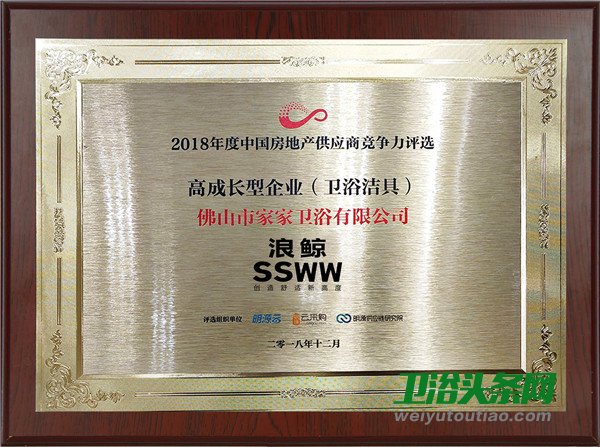 2018年度中国房地产供应商竞争力评选
高成长型企业（卫浴洁具）
佛山市家家卫浴有限公司
浪鲸
SSWW
创造舒适新高度
评选组织单位 明源云 云采购 明源供应链研究院
二零一八年十二月
卫浴头条网
weiyutoutiao.com